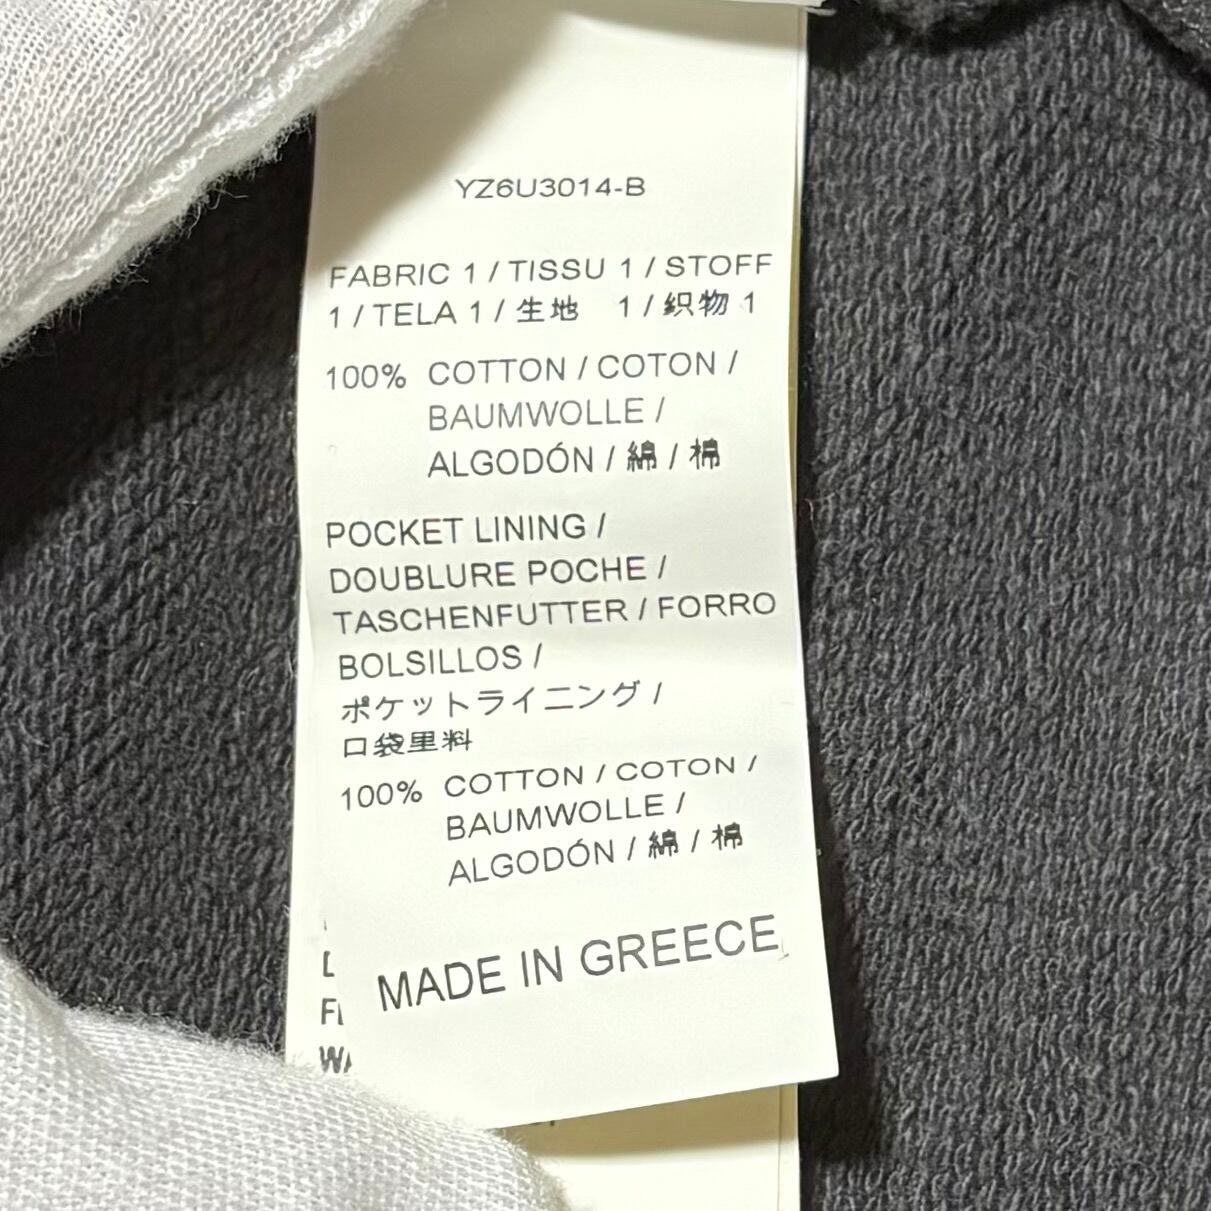 YZ6U3014-B
FABRIC 1 / TISSU 1 / STOFF
1 / TELA 1 / 生地　1 / 织物 1
100% COTTON / COTON /
BAUMWOLLE /
ALGODÓN / 綿 / 棉
POCKET LINING /
DOUBLURE POCHE /
TASCHENFUTTER / FORRO
BOLSILLOS /
ポケットライニング /
口袋里料
100% COTTON / COTON /
BAUMWOLLE /
ALGODÓN / 綿 / 棉
MADE IN GREECE